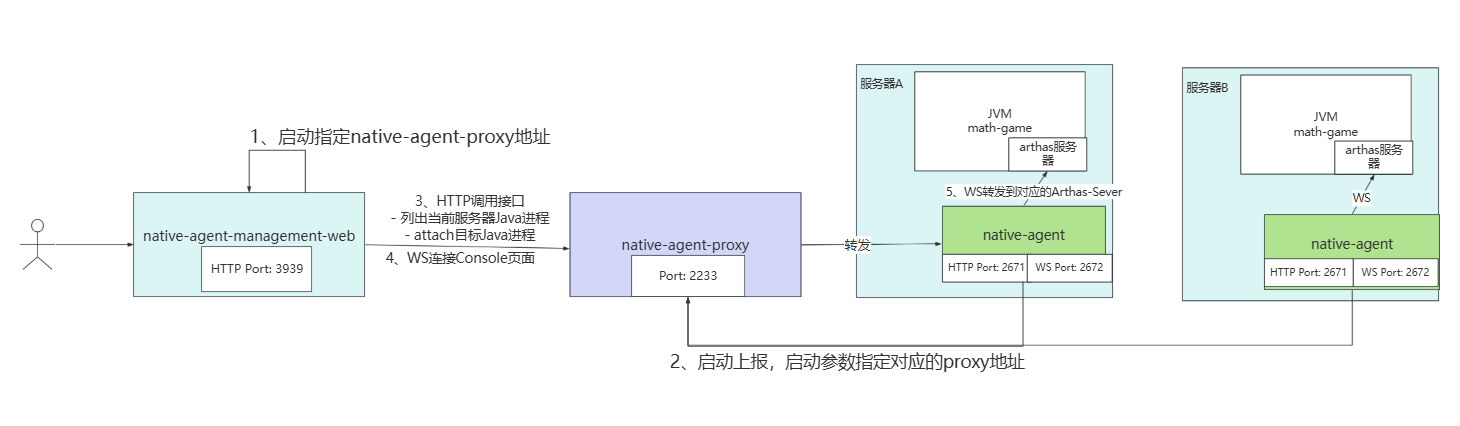 1、启动指定native-agent-proxy地址
native-agent-management-web
HTTP Port: 3939
3、HTTP调用接口
- 列出当前服务器Java进程
- attach目标Java进程
4、WS连接Console页面
native-agent-proxy
Port: 2233
转发
服务器A
JVM
math-game
arthas服务
器
5、WS转发到对应的Arthas-Sever
native-agent
HTTP Port: 2671
WS Port: 2672
服务器B
JVM
math-game
arthas服务
器
WS
native-agent
HTTP Port: 2671
WS Port: 2672
2、启动上报，启动参数指定对应的proxy地址